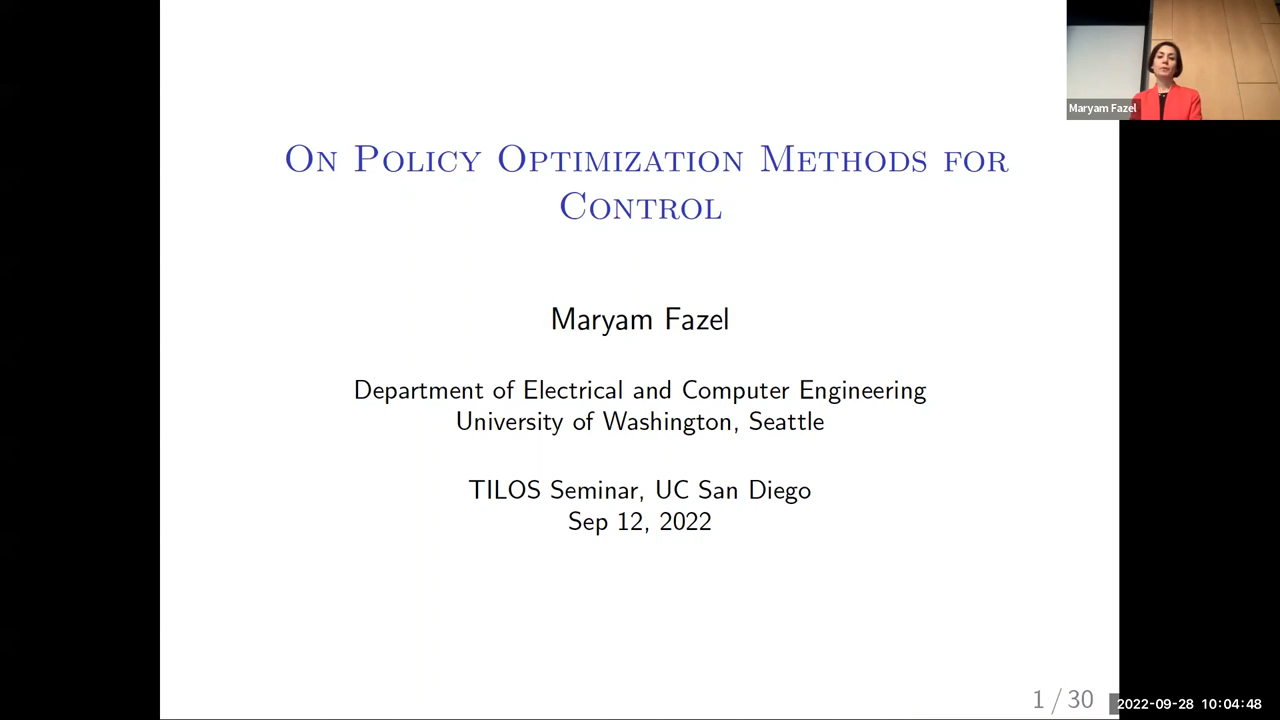 Maryam Fazel
On Policy Optimization Methods for
Control
Maryam Fazel
Department of Electrical and Computer Engineering
University of Washington, Seattle
TILOS Seminar, UC San Diego
Sep 12, 2022
1 / 30
2022-09-28 10:04:48